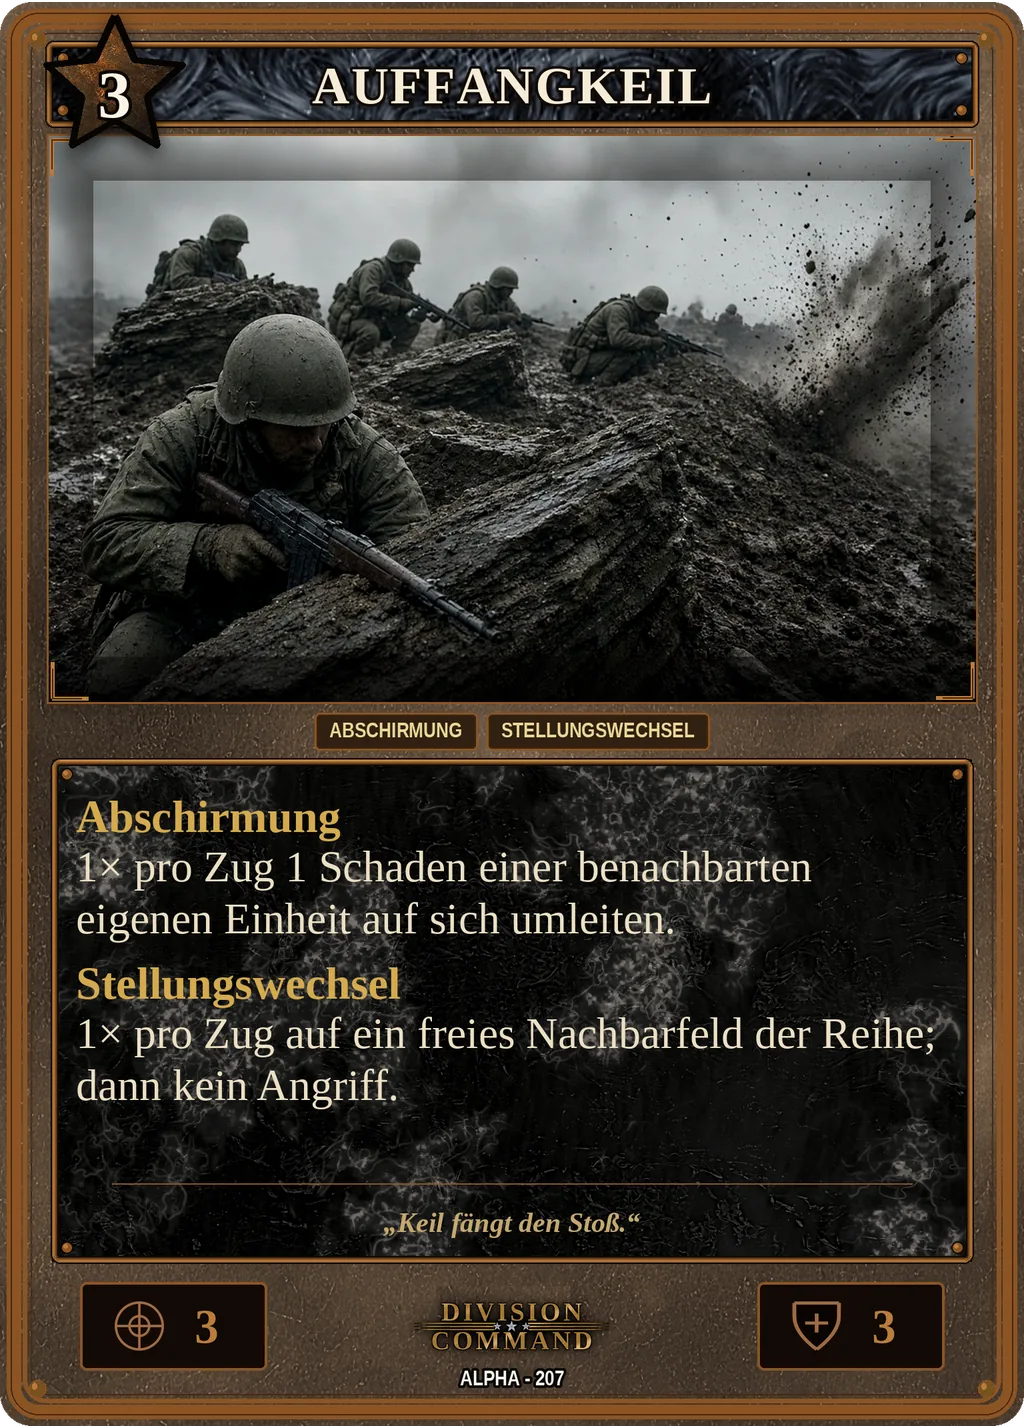 3
AUFFANGKEIL
ABSCHIRMUNG STELLUNGSWECHSEL
Abschirmung
1× pro Zug 1 Schaden einer benachbarten
eigenen Einheit auf sich umleiten.
Stellungswechsel
1× pro Zug auf ein freies Nachbarfeld der Reihe;
dann kein Angriff.
„Keil fängt den Stoß.“
3
DIVISION
COMMAND
ALPHA - 207
3